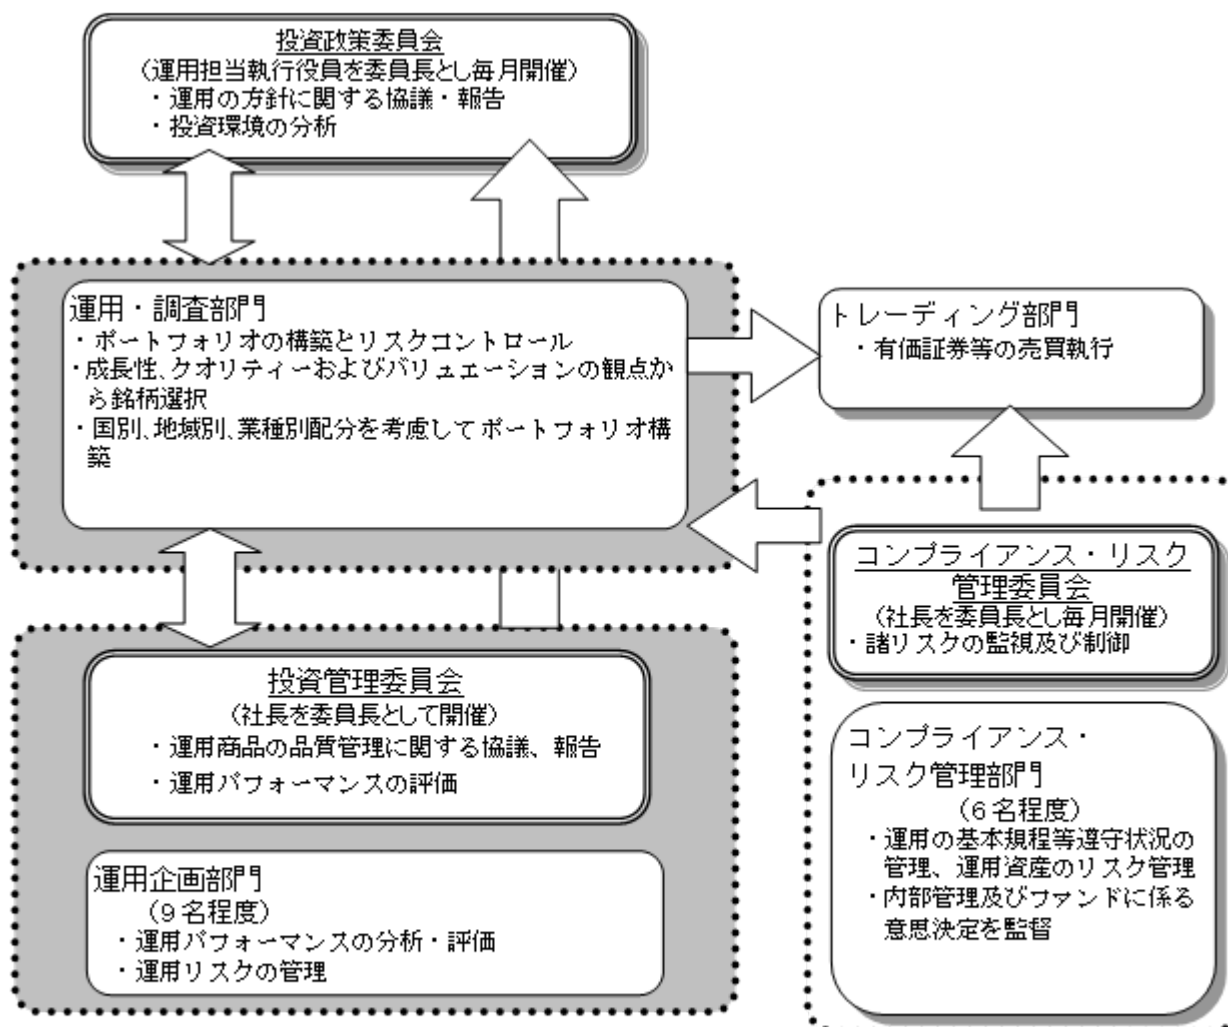 投資政策委員会
(運用担当執行役員を委員長とし毎月開催)
・運用の方針に関する協議・報告
・投資環境の分析
運用・調査部門
・ポートフォリオの構築とリスクコントロール
・成長性、クオリティーおよびバリュエーションの観点か
ら銘柄選択
・国別、地域別、業種別配分を考慮してポートフォリオ構
築
トレーディング部門
・有価証券等の売買執行
コンプライアンス・リスク
管理委員会
(社長を委員長とし毎月開催)
・諸リスクの監視及び制御
投資管理委員会
(社長を委員長として開催)
・運用商品の品質管理に関する協議、報告
・運用パフォーマンスの評価
コンプライアンス・
リスク管理部門
(6名程度)
・運用の基本規程等遵守状況の
管理、運用資産のリスク管理
・内部管理及びファンドに係る
意思決定を監督
運用企画部門
(9名程度)
・運用パフォーマンスの分析・評価
・運用リスクの管理